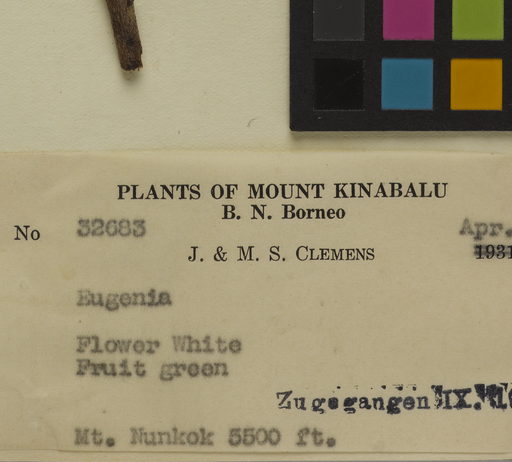 PLANTS OF MOUNT KINABALU
B. N. Borneo
No 32683 Apr.
J. & M. S. CLEMENS 1931
Eugenia
Flower White
Fruit green
Zugegangen IX.
Mt. Nunkok 5500 ft.